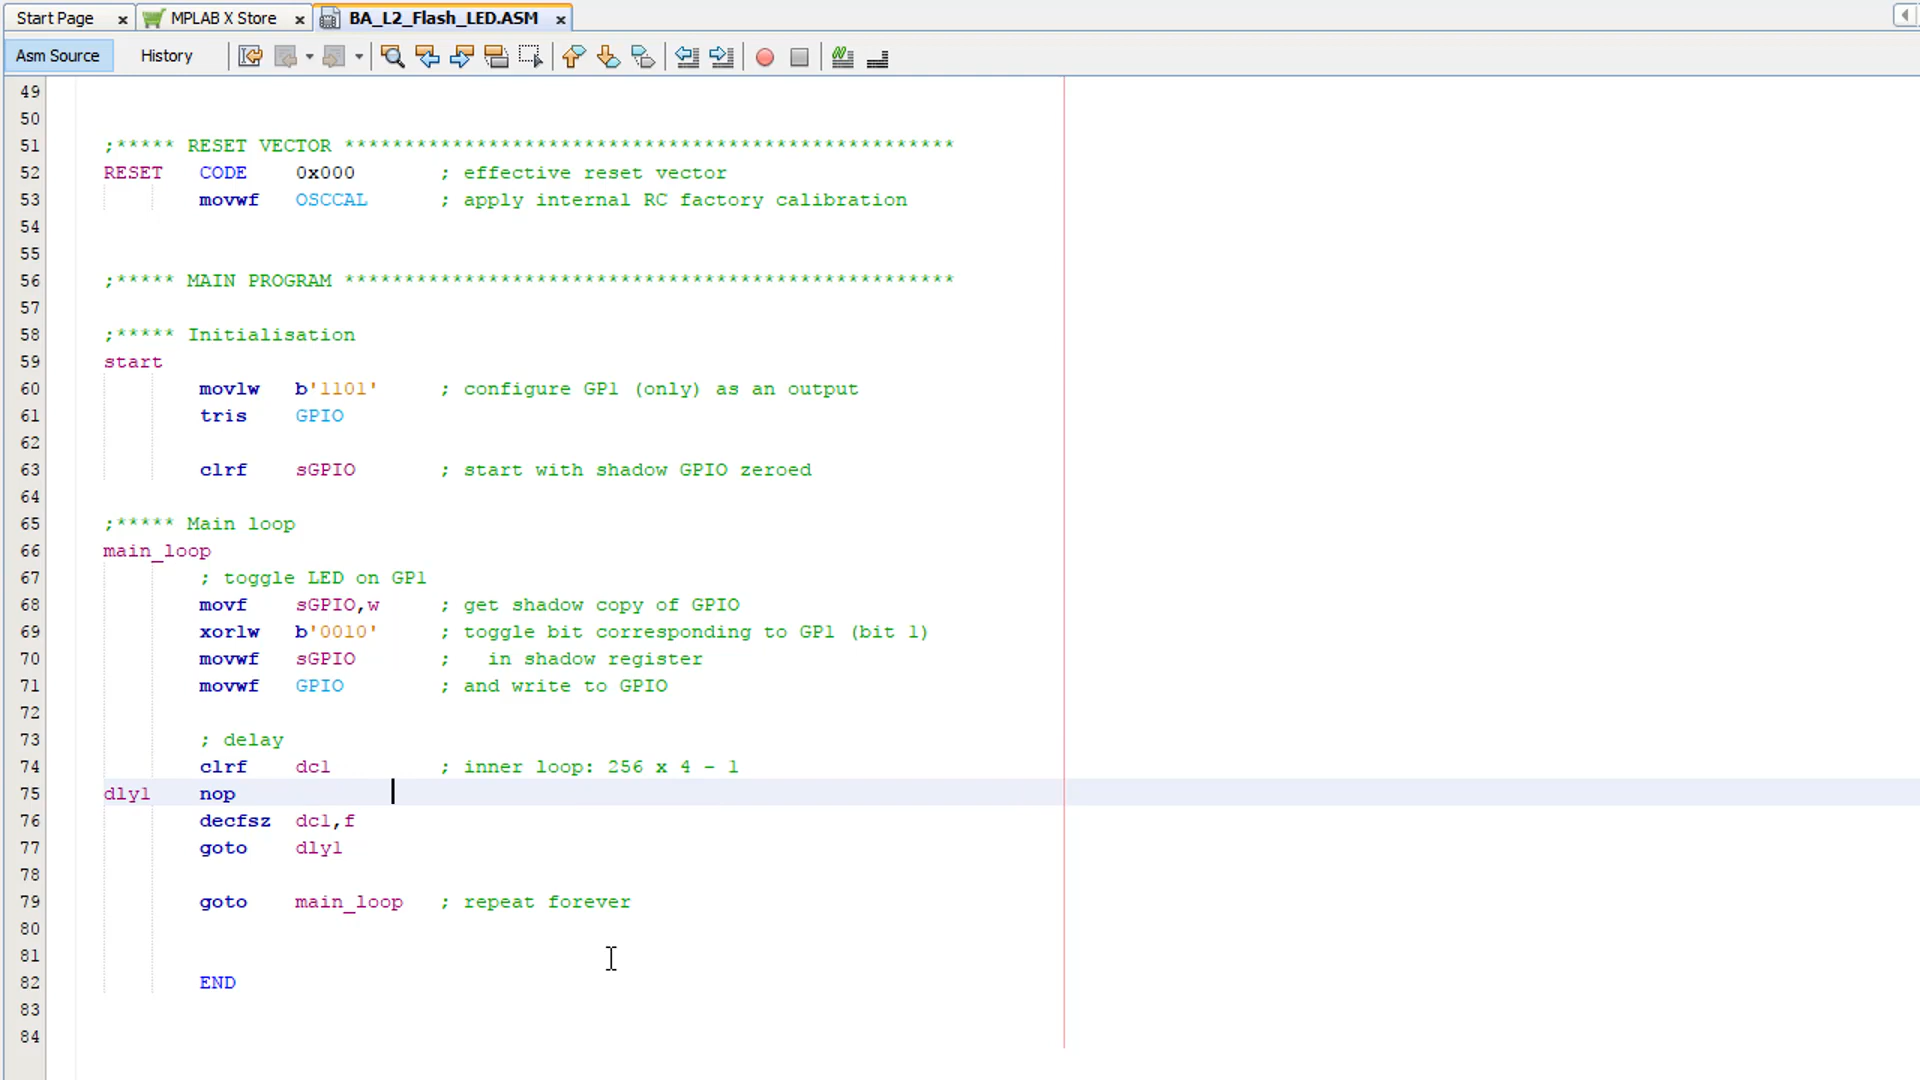 Start Page MPLAB X Store BA_L2_Flash_LED.ASM
Asm Source History
49
50
51 ;***** RESET VECTOR ***************************************************
52 RESET CODE 0x000 ; effective reset vector
53 movwf OSCCAL ; apply internal RC factory calibration
54
55
56 ;***** MAIN PROGRAM ***************************************************
57
58 ;***** Initialisation
59 start
60 movlw b'1101' ; configure GP1 (only) as an output
61 tris GPIO
62
63 clrf sGPIO ; start with shadow GPIO zeroed
64
65 ;***** Main loop
66 main_loop
67 ; toggle LED on GP1
68 movf sGPIO,w ; get shadow copy of GPIO
69 xorlw b'0010' ; toggle bit corresponding to GP1 (bit 1)
70 movwf sGPIO ; in shadow register
71 movwf GPIO ; and write to GPIO
72
73 ; delay
74 clrf dc1 ; inner loop: 256 x 4 - 1
75 dly1 nop
76 decfsz dc1,f
77 goto dly1
78
79 goto main_loop ; repeat forever
80
81
82 END
83
84